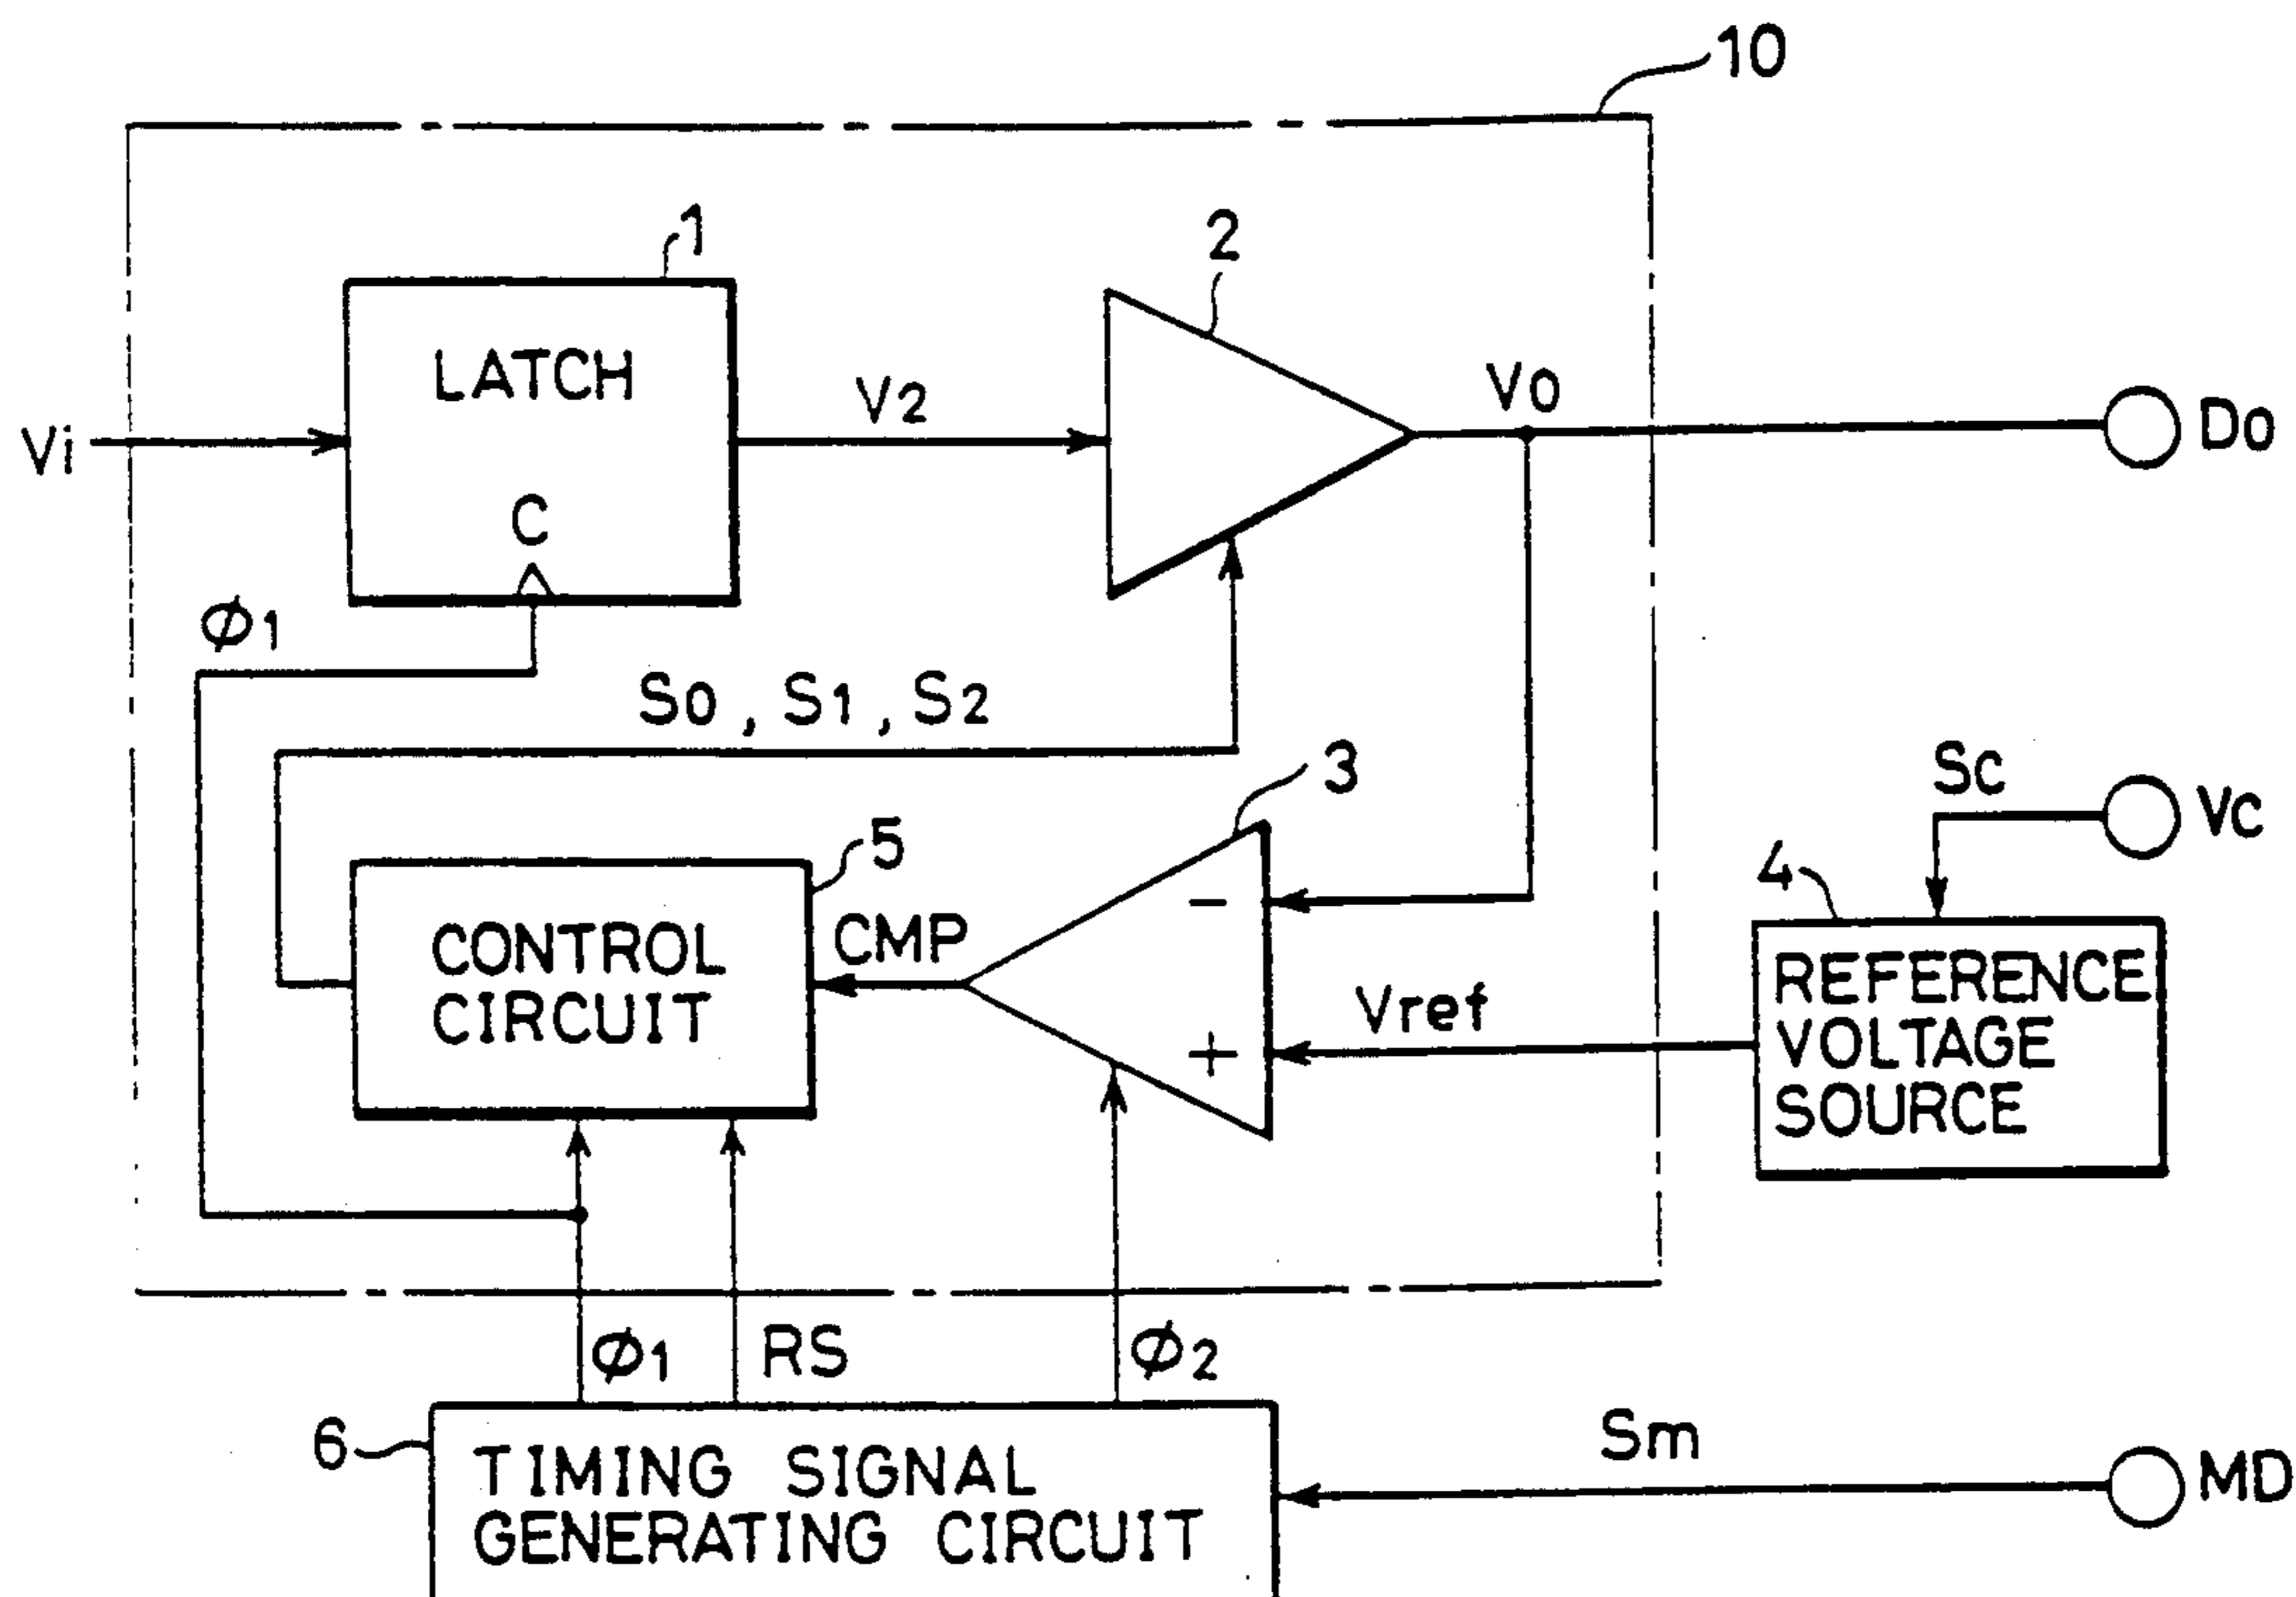 10
1
2
LATCH
Vi
V2
Vo
Do
C
ϕ1
So , S1 , S2
3
Sc
Vc
5
4
CONTROL
CIRCUIT
CMP
-
+
Vref
REFERENCE
VOLTAGE
SOURCE
ϕ1
RS
ϕ2
6
Sm
MD
TIMING SIGNAL
GENERATING CIRCUIT